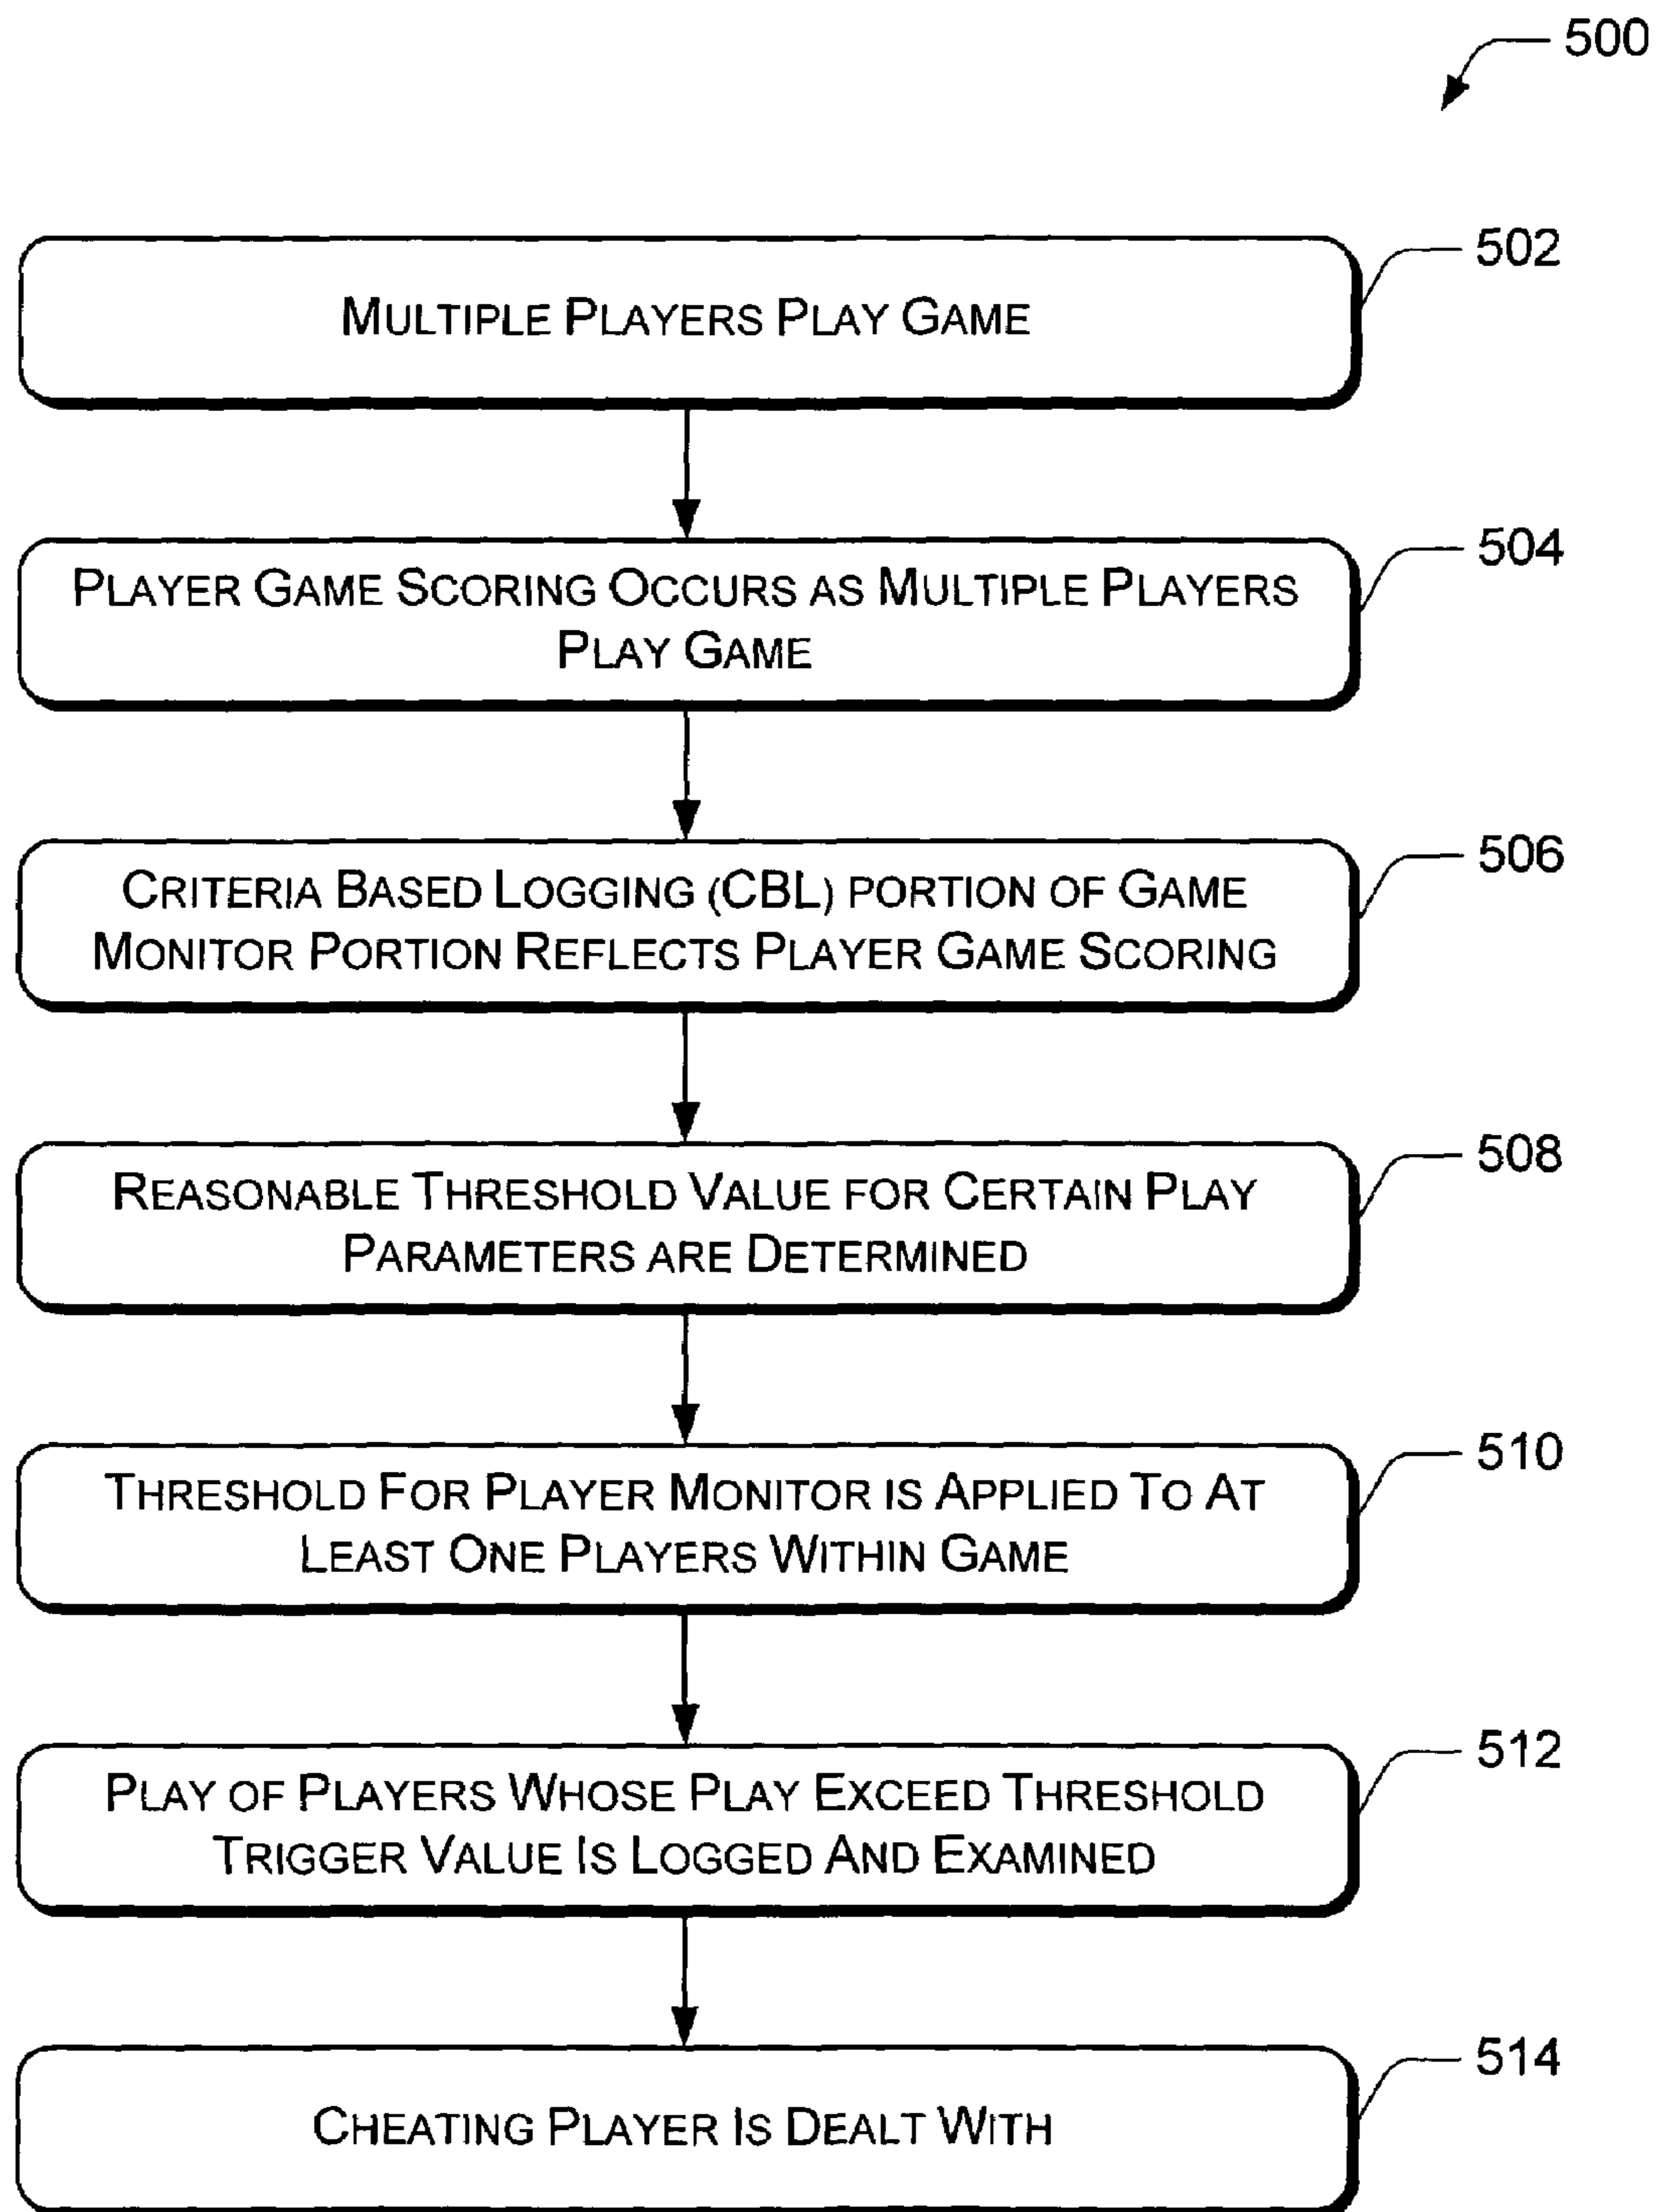 500
502
MULTIPLE PLAYERS PLAY GAME
504
PLAYER GAME SCORING OCCURS AS MULTIPLE PLAYERS
PLAY GAME
506
CRITERIA BASED LOGGING (CBL) PORTION OF GAME
MONITOR PORTION REFLECTS PLAYER GAME SCORING
508
REASONABLE THRESHOLD VALUE FOR CERTAIN PLAY
PARAMETERS ARE DETERMINED
510
THRESHOLD FOR PLAYER MONITOR IS APPLIED TO AT
LEAST ONE PLAYERS WITHIN GAME
512
PLAY OF PLAYERS WHOSE PLAY EXCEED THRESHOLD
TRIGGER VALUE IS LOGGED AND EXAMINED
514
CHEATING PLAYER IS DEALT WITH